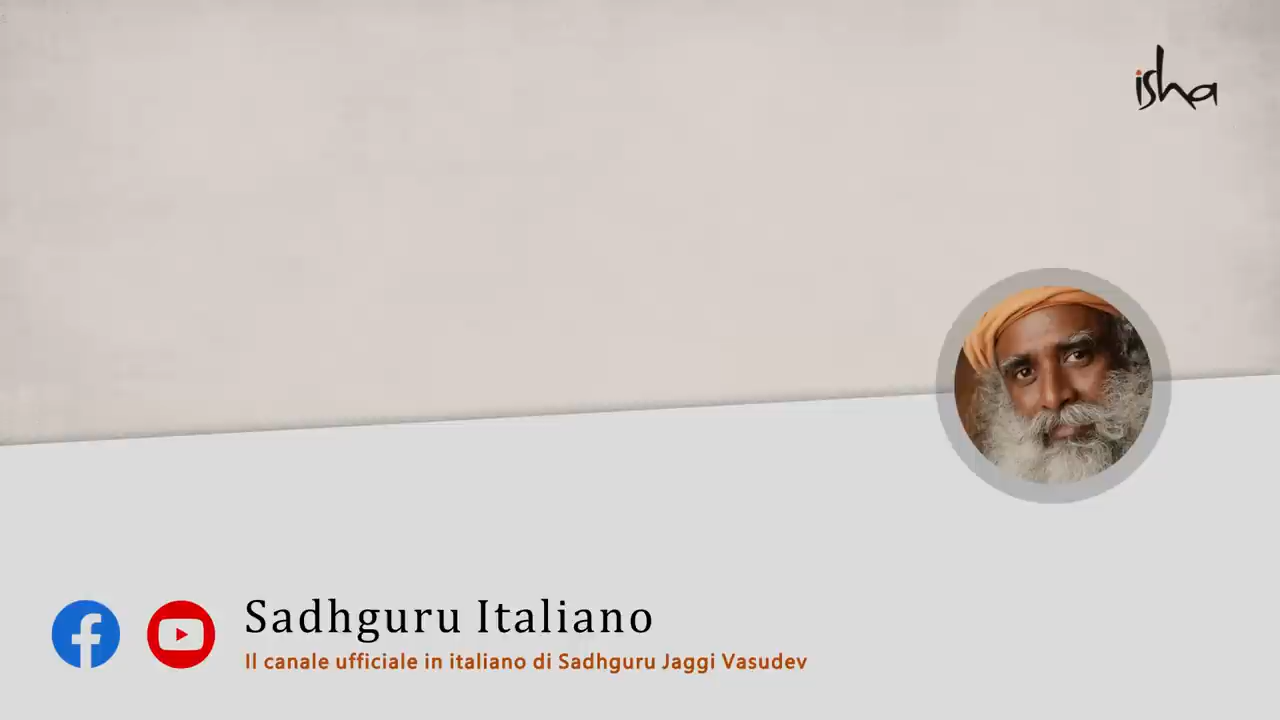 isha
Sadhguru Italiano
Il canale ufficiale in italiano di Sadhguru Jaggi Vasudev